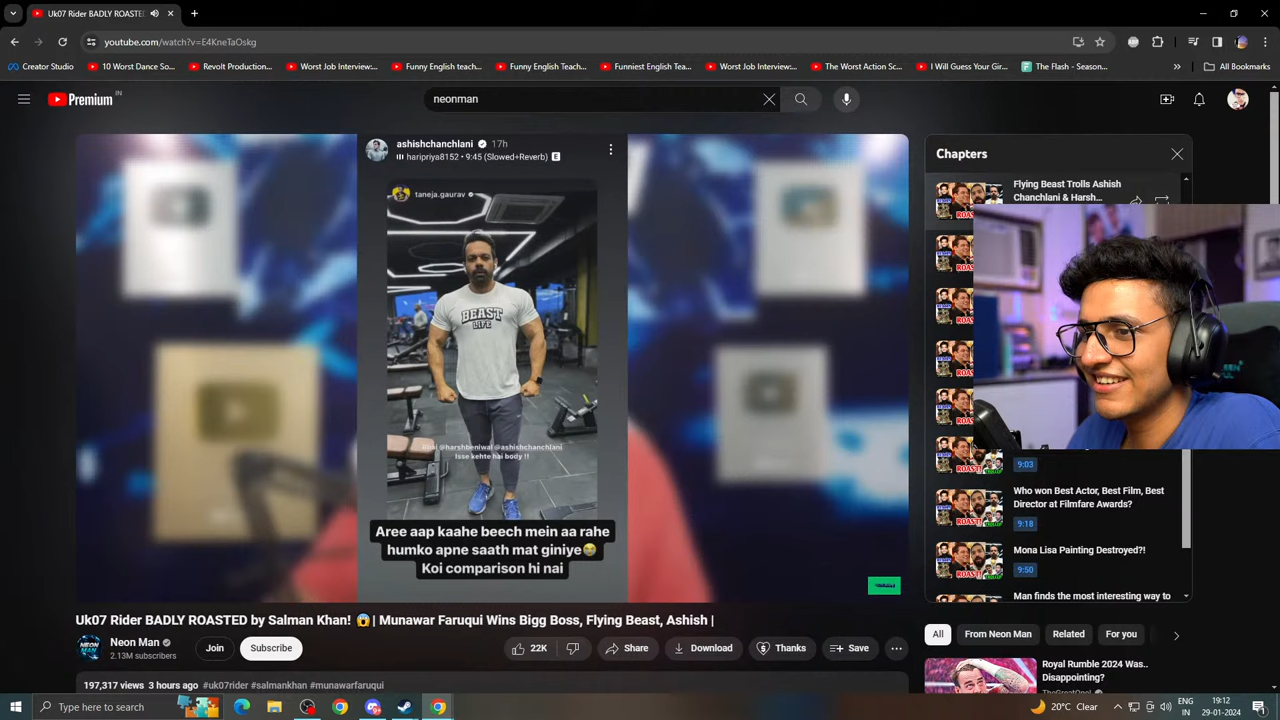 Uk07 Rider BADLY ROASTED
youtube.com/watch?v=E4KneTaOskg
Creator Studio
10 Worst Dance So...
Revolt Production...
Worst Job Interview:...
Funny English teach...
Funny English Teac...
Funniest English Tea...
Worst Job Interview:...
The Worst Action Sc...
I Will Guess Your Gir...
The Flash - Season...
All Bookmarks
Premium IN
neonman
ashishchanchlani 17h
haripriya8152 • 9:45 (Slowed+Reverb) E
taneja.gaurav
BEAST
LIFE
@harshbeniwal @ashishchanchlani
Isse kehte hai body !!
Aree aap kaahe beech mein aa rahe
humko apne saath mat giniye😭
Koi comparison hi nai
Chapters
Flying Beast Trolls Ashish
Chanchlani & Harsh...
9:03
Who won Best Actor, Best Film, Best
Director at Filmfare Awards?
9:18
Mona Lisa Painting Destroyed?!
9:50
Man finds the most interesting way to
Uk07 Rider BADLY ROASTED by Salman Khan! 😱| Munawar Faruqui Wins Bigg Boss, Flying Beast, Ashish |
NEON
MAN
Neon Man
2.13M subscribers
Join
Subscribe
22K
Share
Download
Thanks
Save
All
From Neon Man
Related
For you
197,317 views 3 hours ago #uk07rider #salmankhan #munawarfaruqui
Royal Rumble 2024 Was..
Disappointing..
TheGreatOne!
Type here to search
20°C Clear
ENG
IN
19:12
29-01-2024